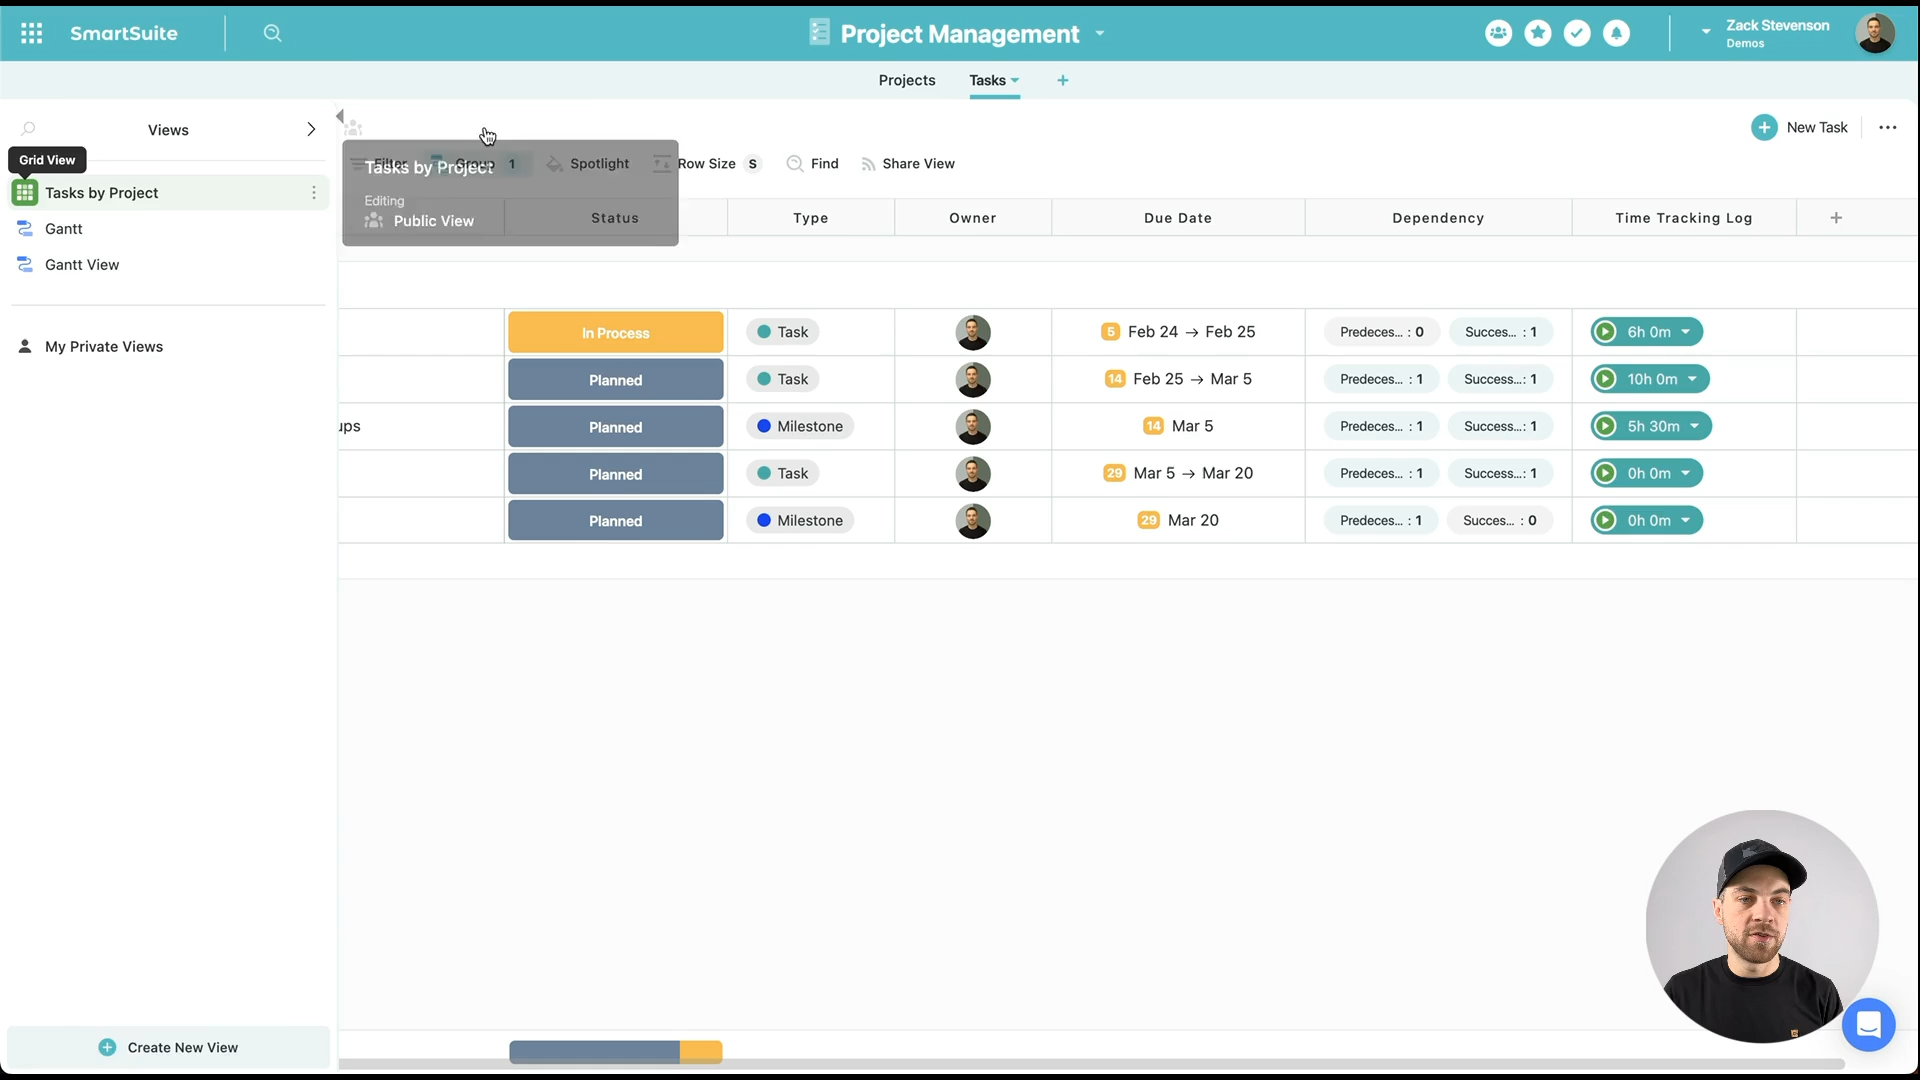 SmartSuite
Project Management
Zack Stevenson
Demos
Projects
Tasks
Views
New Task
Grid View
Filter
Group 1
Spotlight
Row Size S
Find
Share View
Tasks by Project
Editing
Public View
Tasks by Project
Gantt
Gantt View
My Private Views
Status
Type
Owner
Due Date
Dependency
Time Tracking Log
In Process
Task
5 Feb 24 → Feb 25
Predeces... : 0
Succes... : 1
6h 0m
Planned
Task
14 Feb 25 → Mar 5
Predeces... : 1
Success...: 1
10h 0m
ups
Planned
Milestone
14 Mar 5
Predeces... : 1
Success...: 1
5h 30m
Planned
Task
29 Mar 5 → Mar 20
Predeces... : 1
Success...: 1
0h 0m
Planned
Milestone
29 Mar 20
Predeces... : 1
Succes... : 0
0h 0m
Create New View